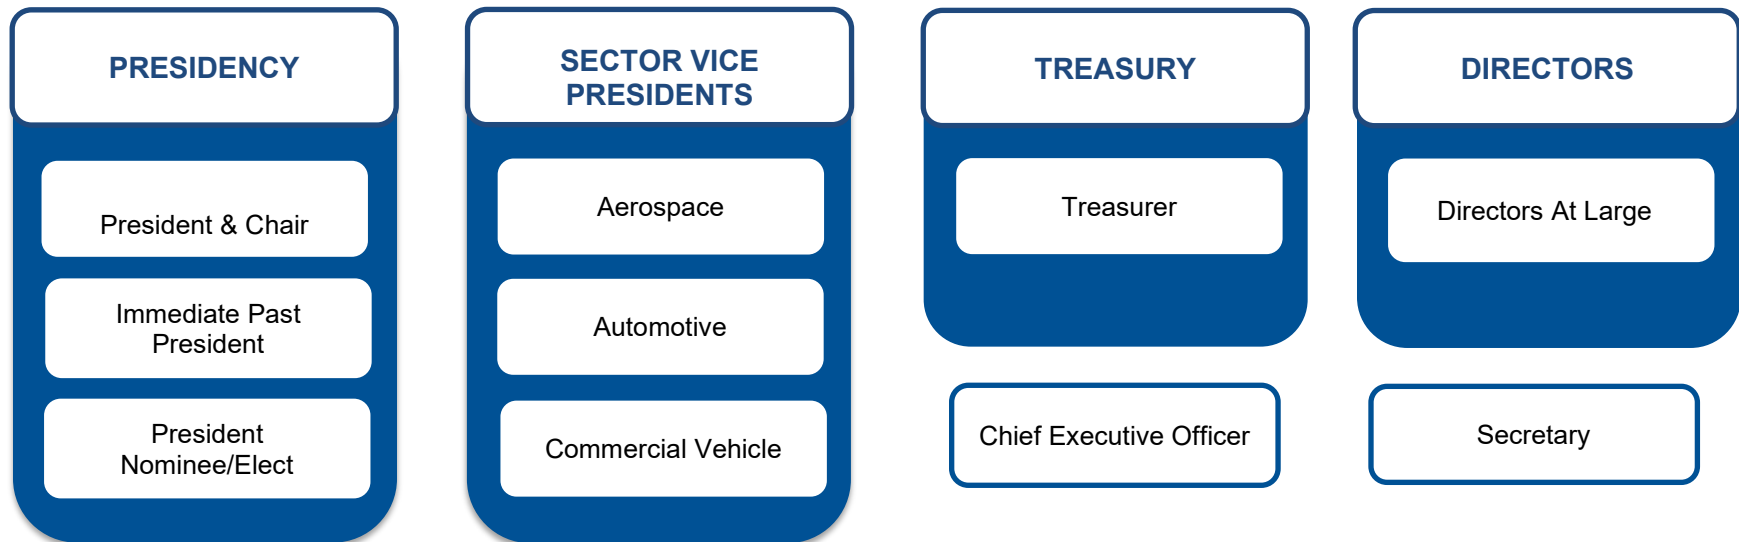 PRESIDENCY
President & Chair
Immediate Past
President
President
Nominee/Elect
SECTOR VICE
PRESIDENTS
Aerospace
Automotive
Commercial Vehicle
TREASURY
Treasurer
Chief Executive Officer
DIRECTORS
Directors At Large
Secretary